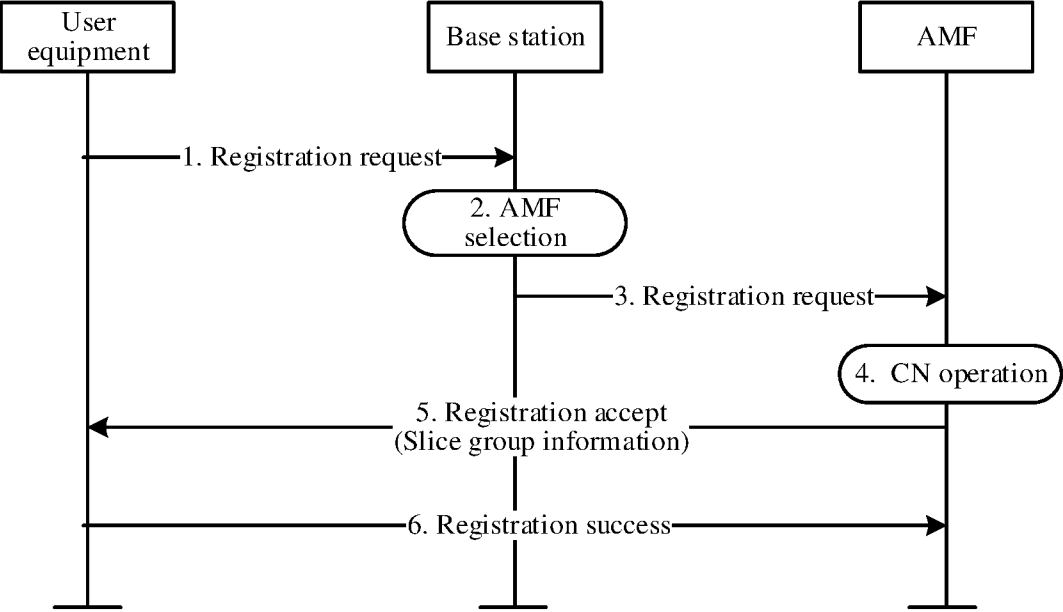 User
equipment
Base station
AMF
1. Registration request
2. AMF
selection
3. Registration request
4. CN operation
5. Registration accept
(Slice group information)
6. Registration success